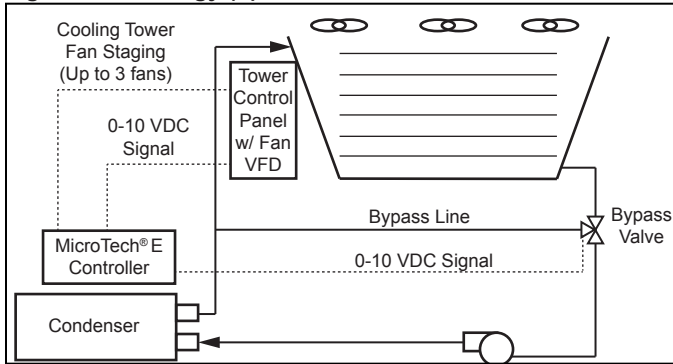 Cooling Tower
Fan Staging
(Up to 3 fans)
Tower
Control
Panel
w/ Fan
VFD
0-10 VDC
Signal
Bypass Line
Bypass
Valve
MicroTech® E
Controller
0-10 VDC Signal
Condenser